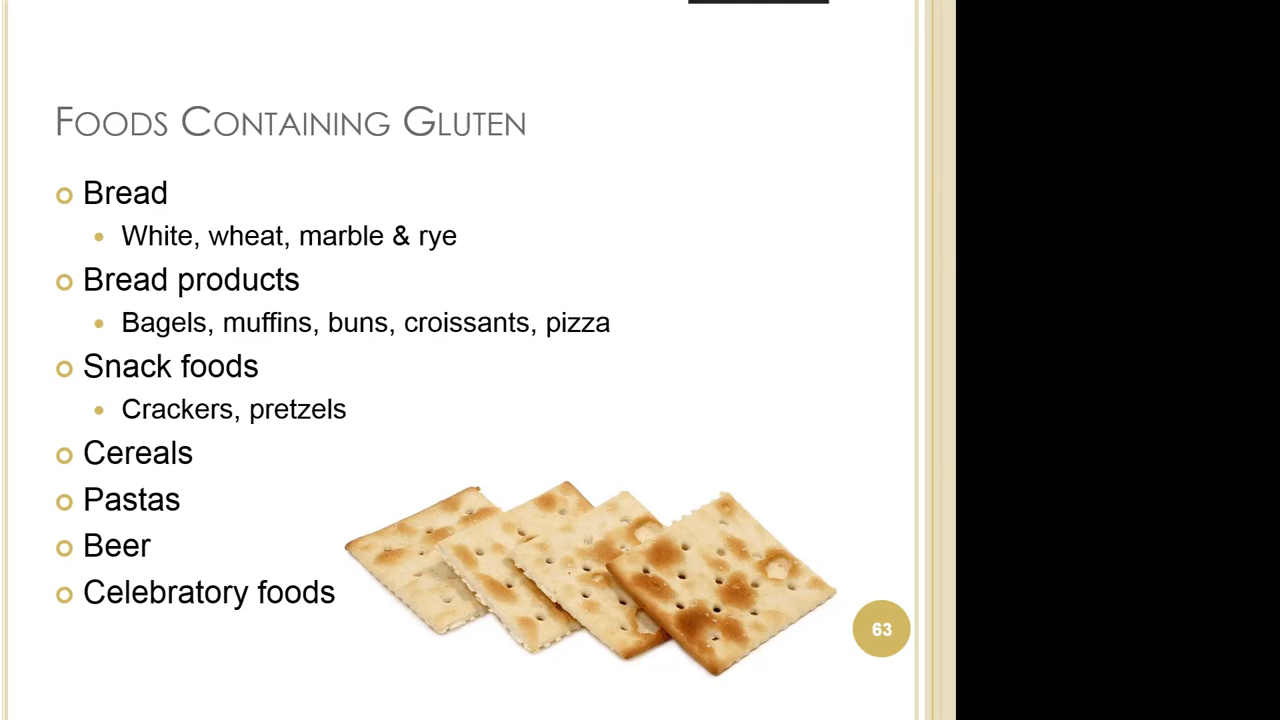 Foods Containing Gluten
Bread
White, wheat, marble & rye
Bread products
Bagels, muffins, buns, croissants, pizza
Snack foods
Crackers, pretzels
Cereals
Pastas
Beer
Celebratory foods
63